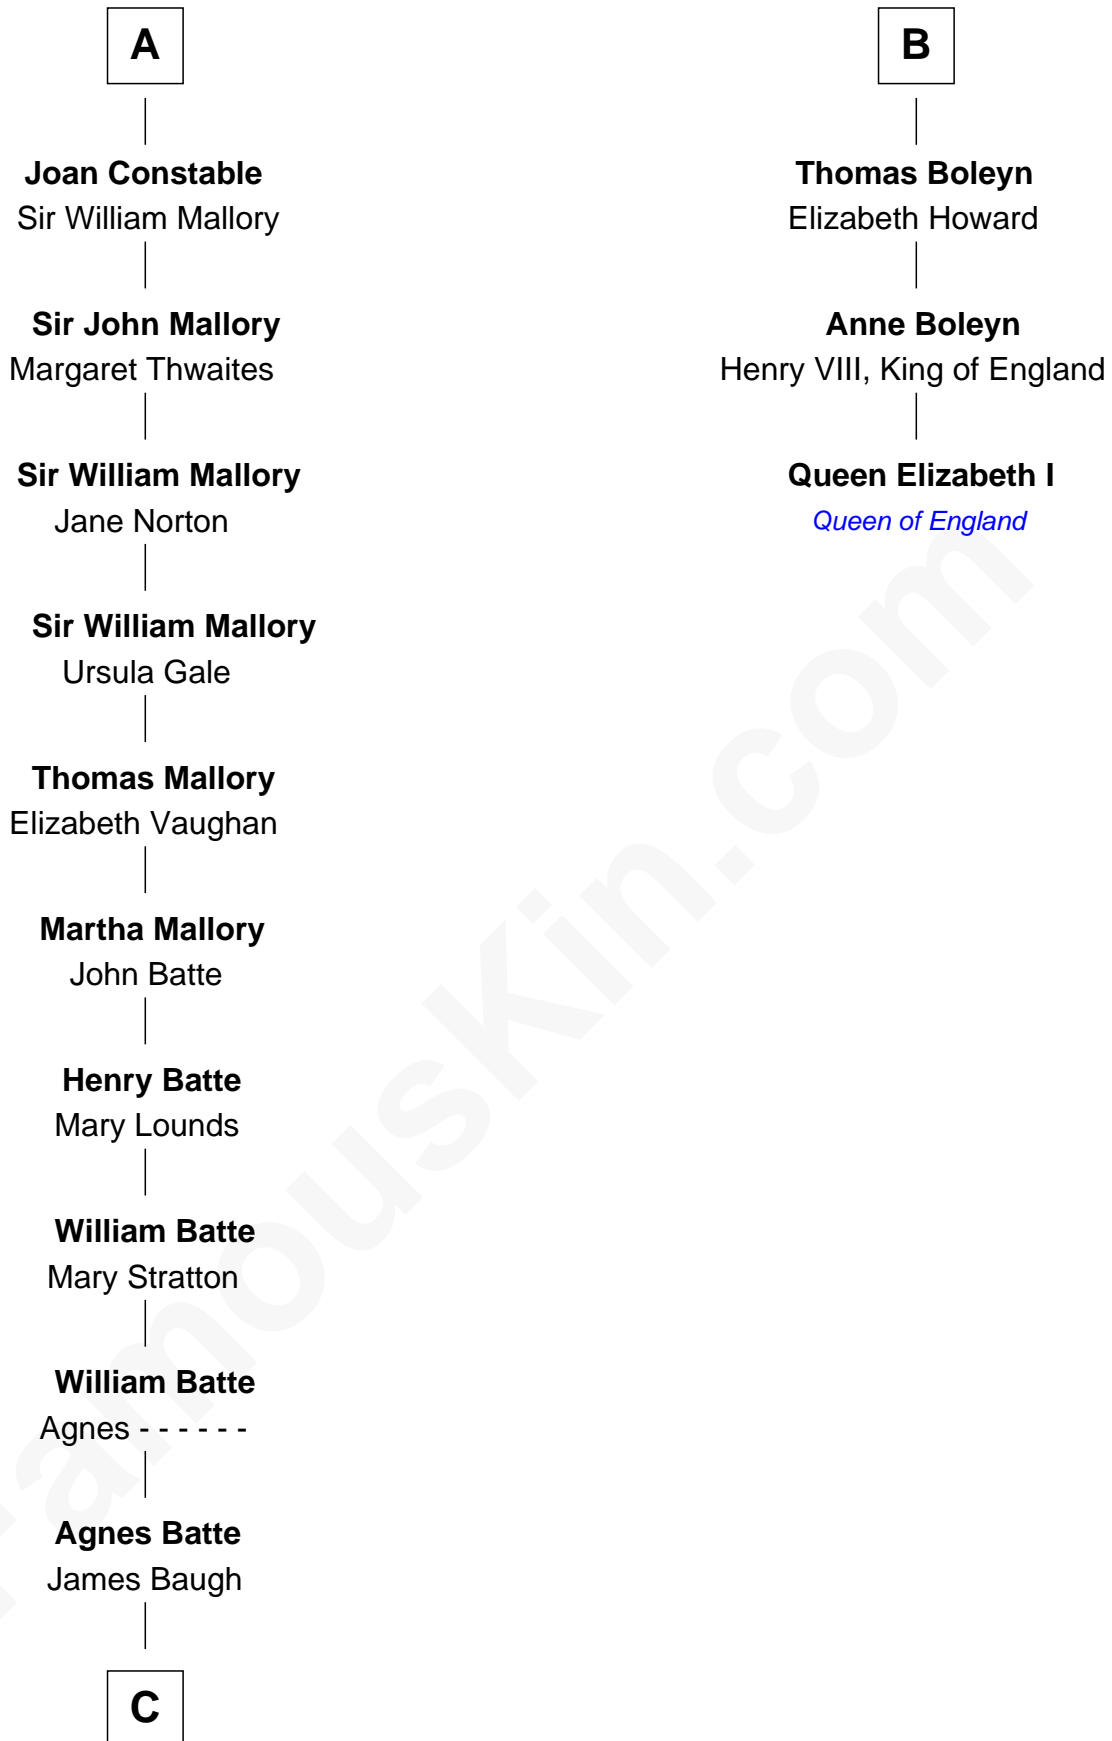 A
Joan Constable
Sir William Mallory
Sir John Mallory
Margaret Thwaites
Sir William Mallory
Jane Norton
Sir William Mallory
Ursula Gale
Thomas Mallory
Elizabeth Vaughan
Martha Mallory
John Batte
Henry Batte
Mary Lounds
William Batte
Mary Stratton
William Batte
Agnes - - - - - -
Agnes Batte
James Baugh
C
B
Thomas Boleyn
Elizabeth Howard
Anne Boleyn
Henry VIII, King of England
Queen Elizabeth I
Queen of England
FamousKin.com